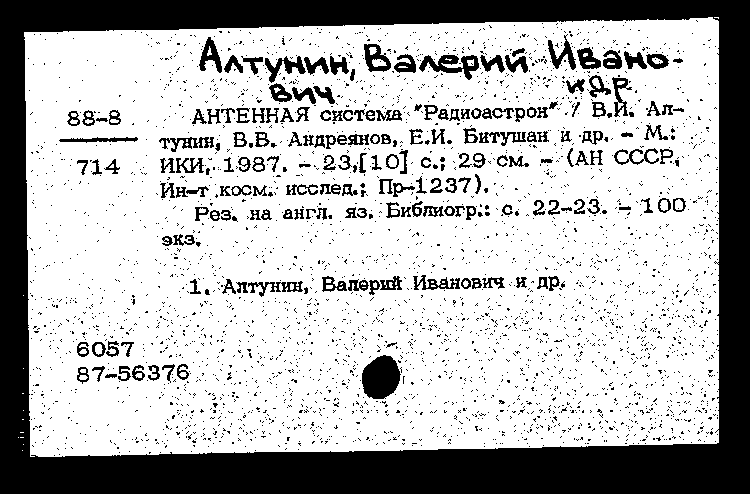 Алтунин, Валерий Ивано-
вич и др
88-8 АНТЕННАЯ система "Радиоастрон" / В.И. Ал-
тунин, В.В. Андреянов, Е.И. Битушан и др. - М.:
714 ИКИ, 1987. - 23,[10] с.; 29 см. - (АН СССР,
Ин-т косм. исслед.; Пр-1237).
Рез. на англ. яз. Библиогр.: с. 22-23. - 100
экз.
1. Алтунин, Валерий Иванович и др.
6057
87-56376